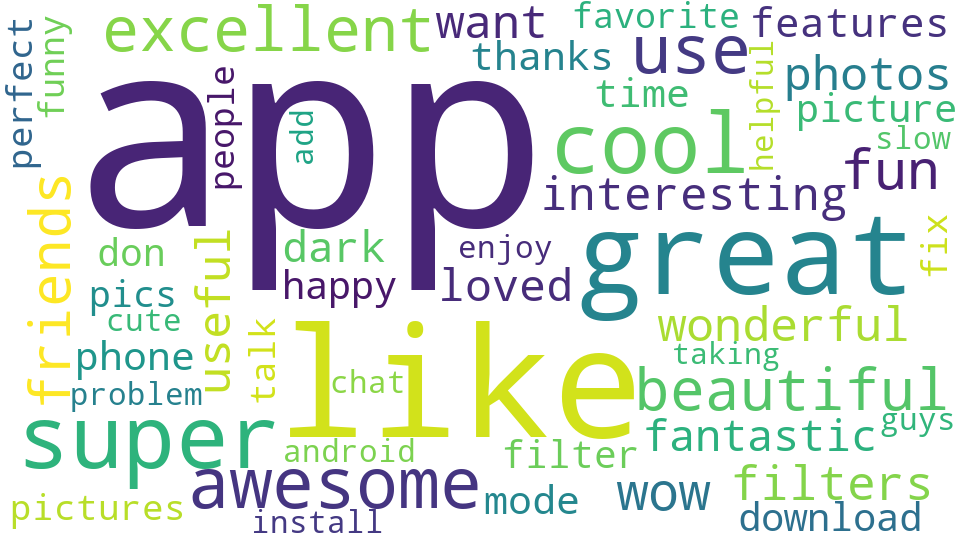 perfect
funny
excellent
want
favorite
features
thanks
use
app
people
add
time
helpful
photos
picture
slow
cool
fun
interesting
friends
don
useful
dark
enjoy
happy
loved
great
fix
pics
cute
phone
talk
problem
like
chat
wonderful
taking
beautiful
guys
super
android
filter
fantastic
awesome
mode
wow
filters
pictures
install
download